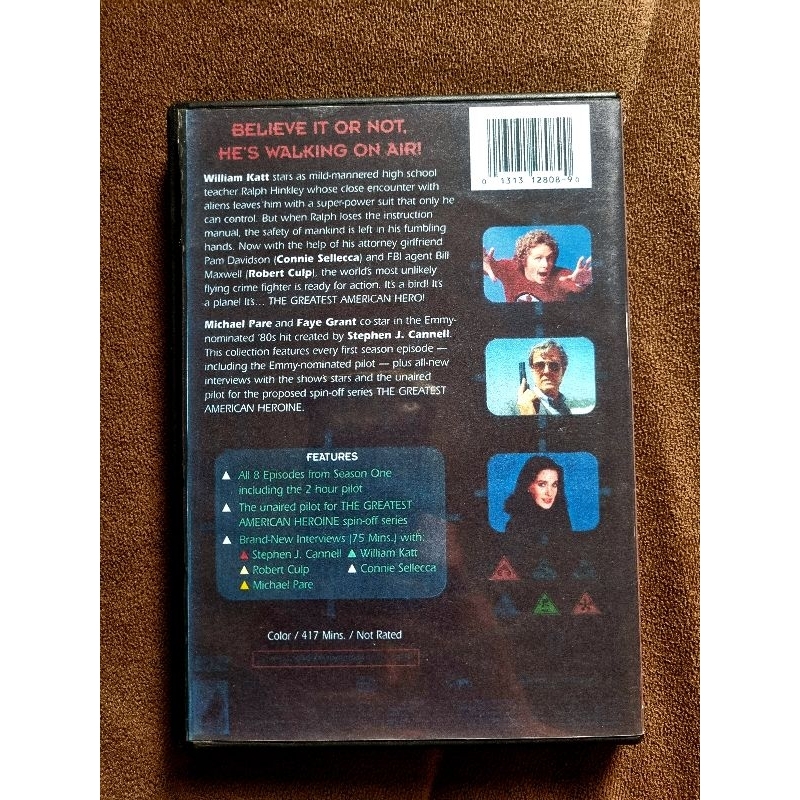 BELIEVE IT OR NOT,
HE'S WALKING ON AIR!
William Katt stars as mild-mannered high school
teacher Ralph Hinkley whose close encounter with
aliens leaves him with a super-power suit that only he
can control. But when Ralph loses the instruction
manual, the safety of mankind is left in his fumbling
hands. Now with the help of his attorney girlfriend
Pam Davidson (Connie Sellecca) and FBI agent Bill
Maxwell (Robert Culp), the world's most unlikely
flying crime fighter is ready for action. It's a bird! It's
a plane! It's... THE GREATEST AMERICAN HERO!
Michael Pare and Faye Grant co-star in the Emmy-
nominated '80s hit created by Stephen J. Cannell.
This collection features every first season episode —
including the Emmy-nominated pilot — plus all-new
interviews with the show's stars and the unaired
pilot for the proposed spin-off series THE GREATEST
AMERICAN HEROINE.
FEATURES
All 8 Episodes from Season One
including the 2 hour pilot
The unaired pilot for THE GREATEST
AMERICAN HEROINE spin-off series
Brand-New Interviews (75 Mins.) with:
Stephen J. Cannell William Katt
Robert Culp Connie Sellecca
Michael Pare
Color / 417 Mins. / Not Rated
0 1313 12808-9 0